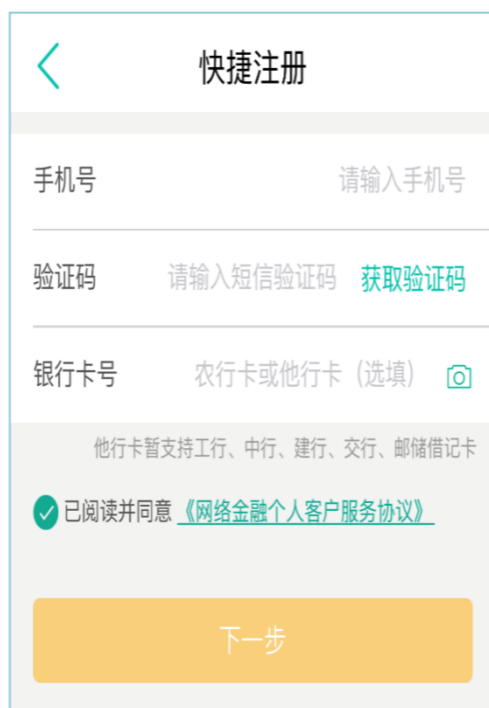 快捷注册
手机号 请输入手机号
验证码 请输入短信验证码 获取验证码
银行卡号 农行卡或他行卡（选填）
他行卡暂支持工行、中行、建行、交行、邮储借记卡
已阅读并同意《网络金融个人客户服务协议》
下一步